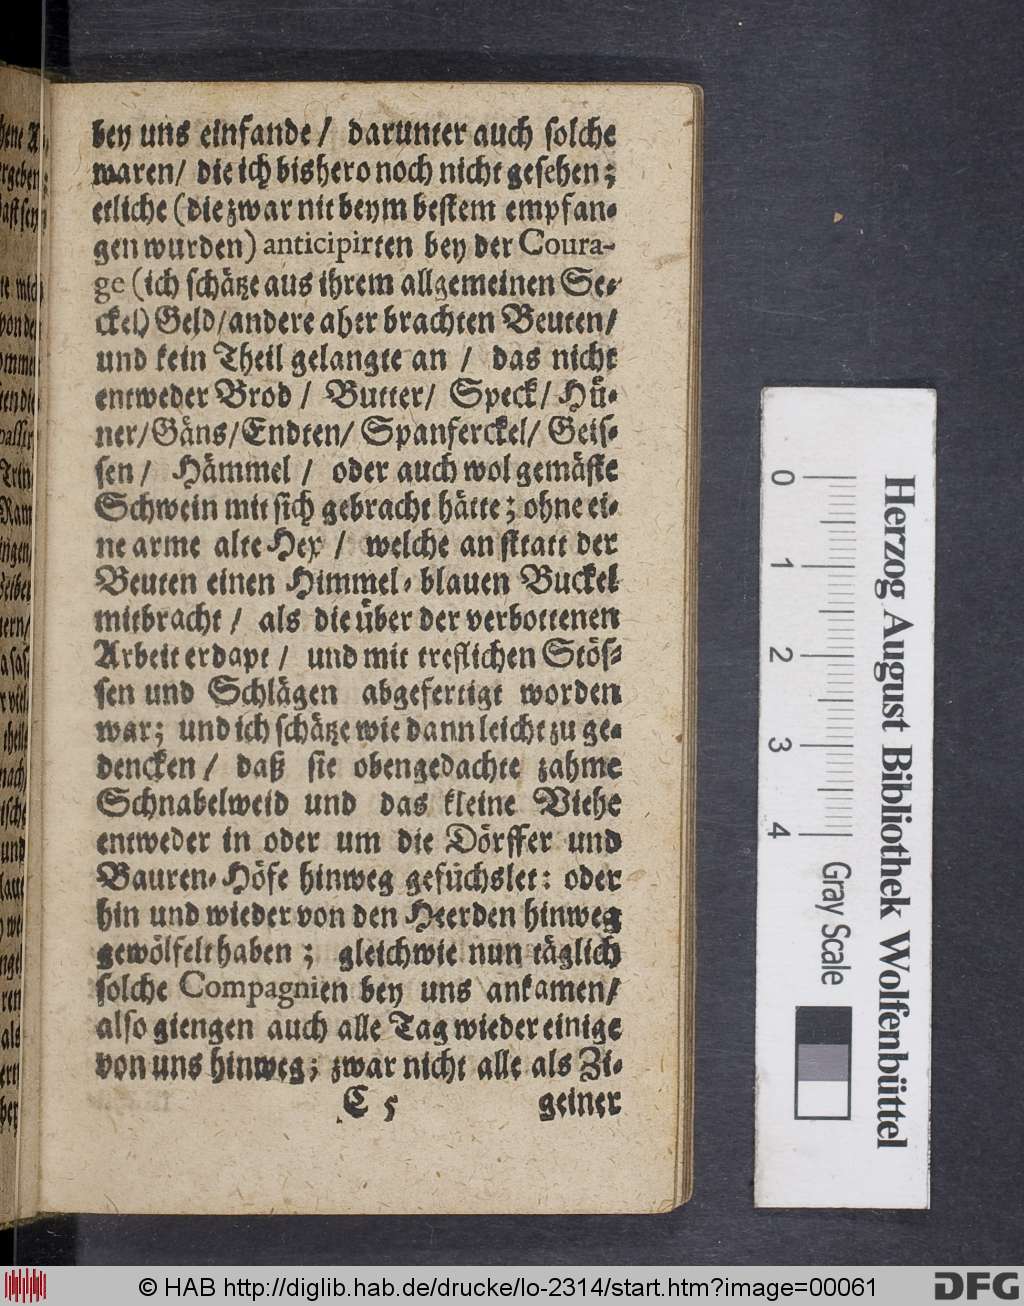 bey uns einfande / darunter auch solche
waren / die ich bishero noch nicht gesehen;
etliche (die zwar nit beym bestem empfan-
gen wurden) anticipirten bey der Coura-
ge (ich schätze aus ihrem allgemeinen Se-
ckel) Geld / andere aber brachten Beuten /
und kein Theil gelangte an / das nicht
entweder Brod / Butter / Speck / Hü-
ner / Gäns / Endten / Spanferckel / Geis-
sen / Hämmel / oder auch wol gemäste
Schwein mit sich gebracht hätte; ohne ei-
ne arme alte Hex / welche an sttatt der
Beuten einen Himmel-blauen Buckel
mitbracht / als die über der verbottenen
Arbeit erdapt / und mit treflichen Stös-
sen und Schlägen abgefertigt worden
war; und ich schätze wie dann leicht zu ge-
dencken / daß sie obengedachte zahme
Schnabelweid und das kleine Viehe
entweder in oder um die Dörffer und
Bauren-Höfe hinweg gefüchslet: oder
hin und wieder von den Heerden hinweg
gewölfelt haben; gleichwie nun täglich
solche Compagnien bey uns ankamen /
also giengen auch alle Tag wieder einige
von uns hinweg; zwar nicht alle als Zi-
C 5 geiner
0 1 2 3 4
Gray Scale
Herzog August Bibliothek Wolfenbüttel
© HAB http://diglib.hab.de/drucke/lo-2314/start.htm?image=00061
DFG